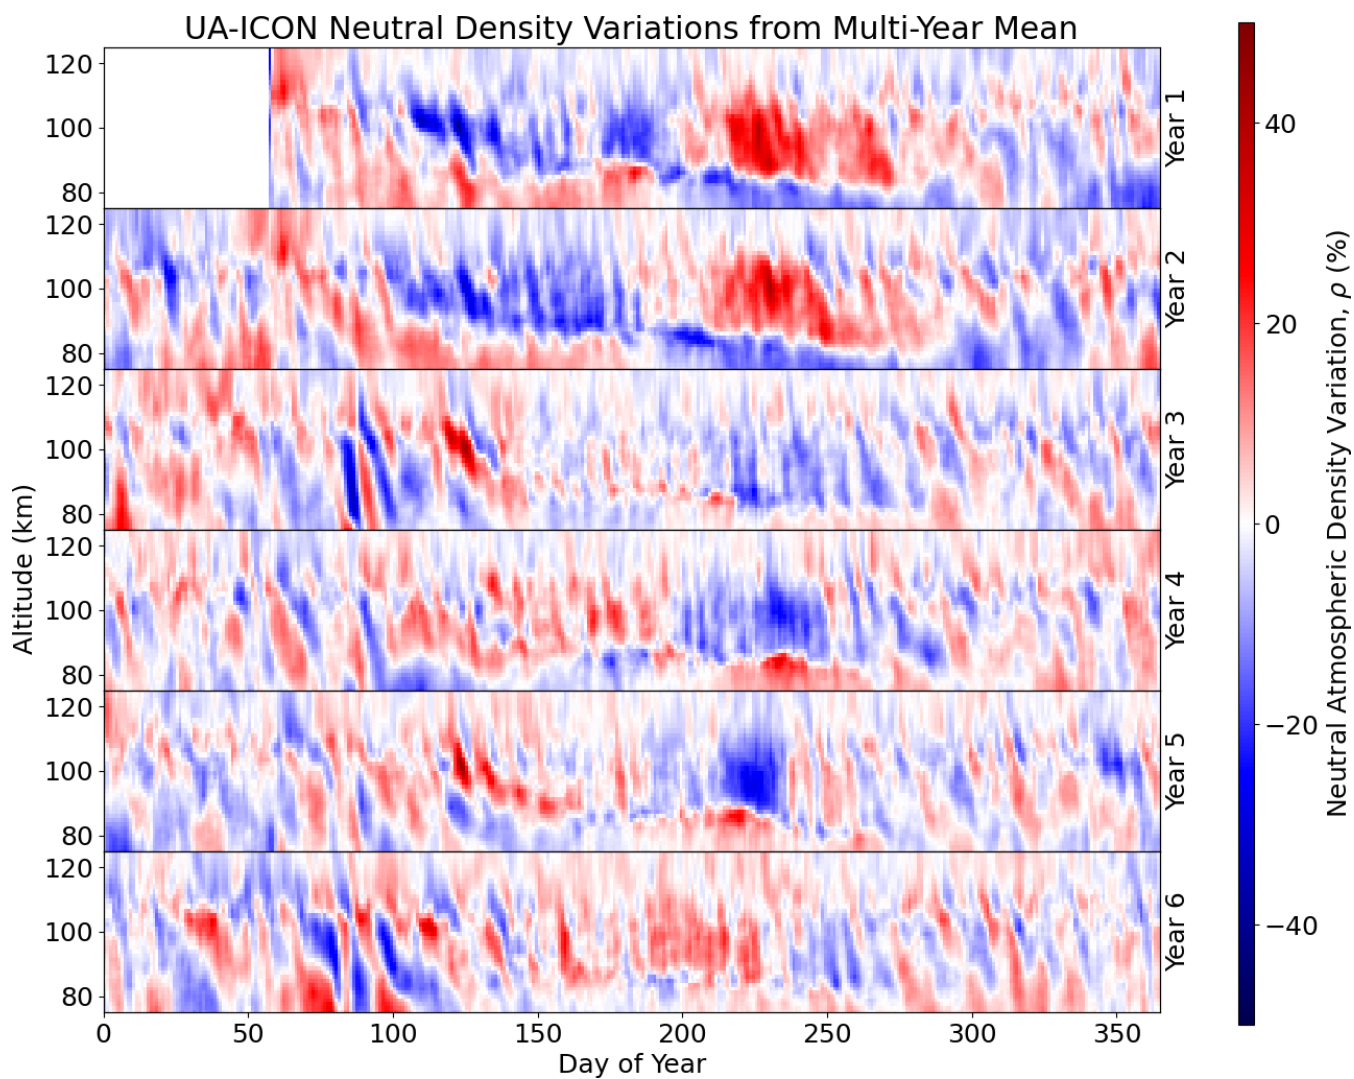 UA-ICON Neutral Density Variations from Multi-Year Mean
120
100
80
Year 1
120
100
80
Year 2
120
100
80
Year 3
120
100
80
Year 4
120
100
80
Year 5
120
100
80
Year 6
0 50 100 150 200 250 300 350
Day of Year
Altitude (km)
40
20
0
−20
−40
Neutral Atmospheric Density Variation, ρ (%)